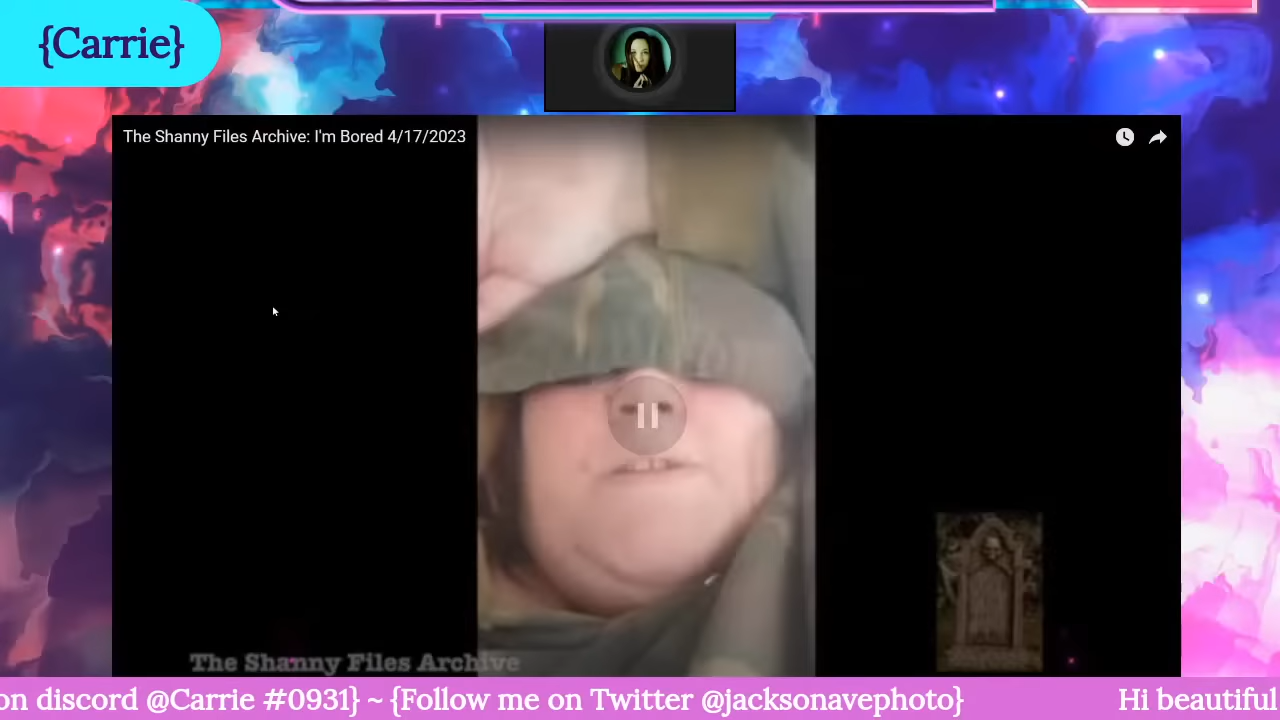 {Carrie}
The Shanny Files Archive: I'm Bored 4/17/2023
The Shanny Files Archive
on discord @Carrie #0931} ~ {Follow me on Twitter @jacksonavephoto} Hi beautiful